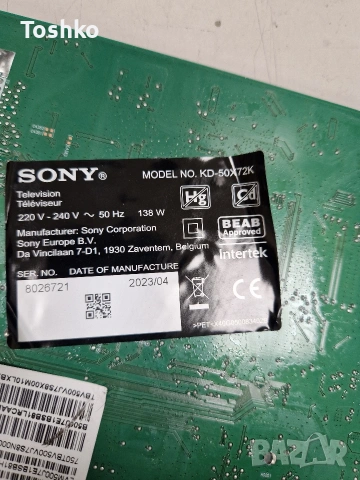 Toshko
SONY®
MODEL NO. KD-50X72K
Television
Téléviseur
220 V - 240 V ~ 50 Hz 138 W
Hg
Cd
Manufacturer: Sony Corporation
Sony Europe B.V.
Da Vincilaan 7-D1, 1930 Zaventem, Belgium
BEAB
Approved
Intertek
SER. NO. DATE OF MANUFACTURE
8026721 2023/04
CE
bazar.bg